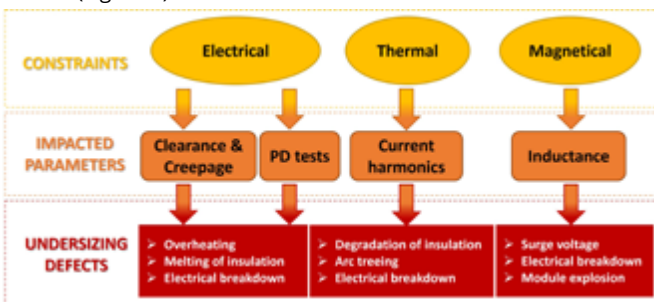 CONSTRAINTS
Electrical
Thermal
Magnetical
IMPACTED
PARAMETERS
Clearance &
Creepage
PD tests
Current
harmonics
Inductance
UNDERSIZING
DEFECTS
➢ Overheating
➢ Melting of insulation
➢ Electrical breakdown
➢ Degradation of insulation
➢ Arc treeing
➢ Electrical breakdown
➢ Surge voltage
➢ Electrical breakdown
➢ Module explosion